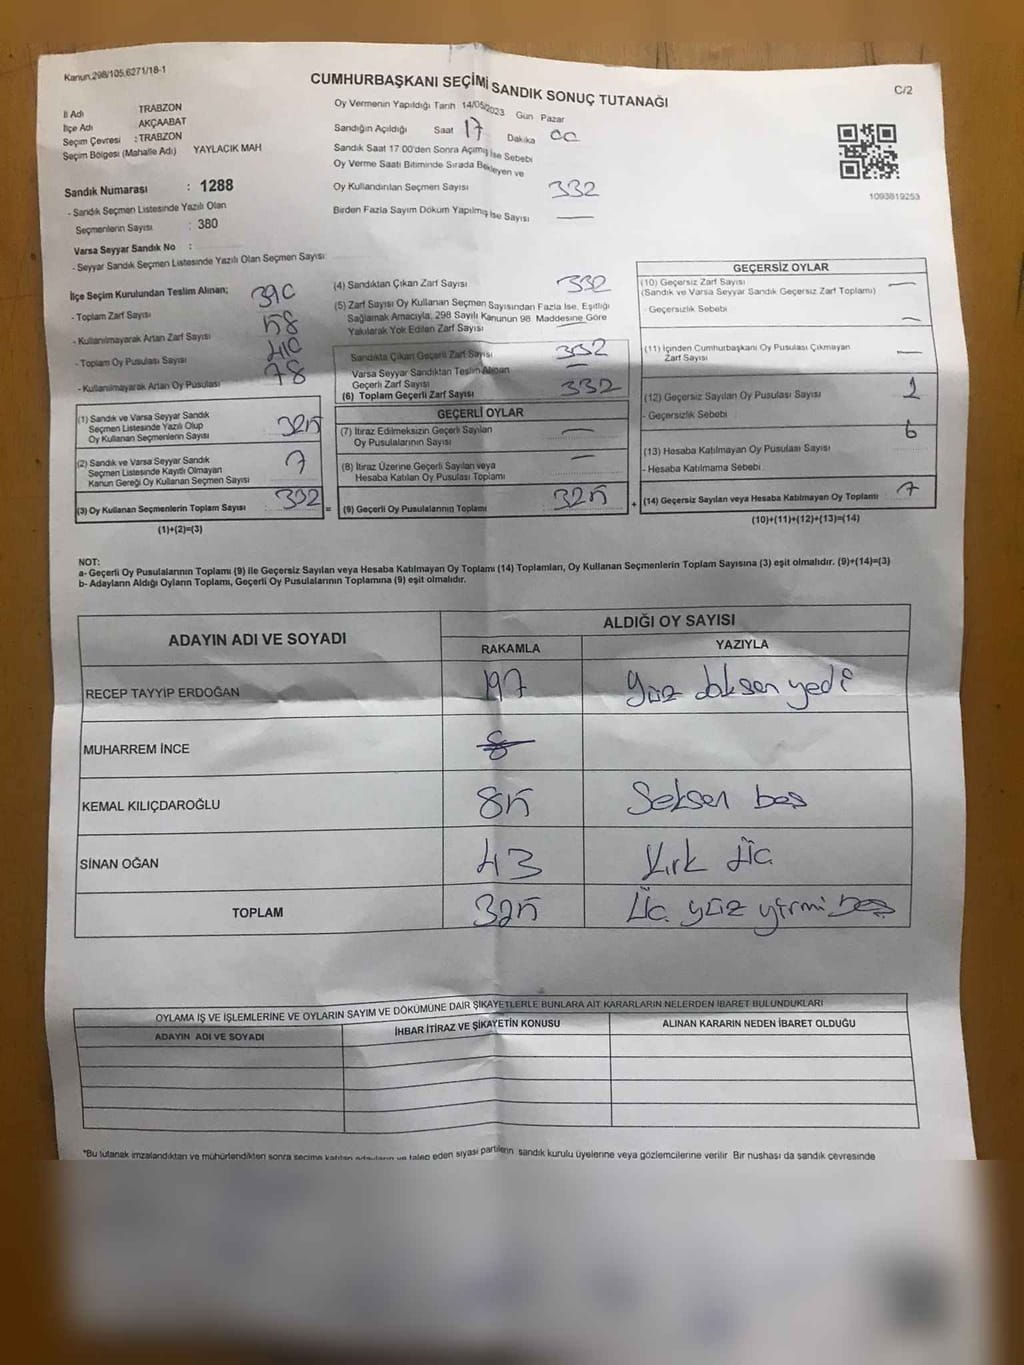 Kanun.298/105,6271/18-1
CUMHURBAŞKANI SEÇİMİ SANDIK SONUÇ TUTANAĞI
C/2
İl Adı TRABZON
İlçe Adı AKÇAABAT
Seçim Çevresi : TRABZON
Seçim Bölgesi (Mahalle Adı) YAYLACIK MAH
Sandık Numarası : 1288
- Sandık Seçmen Listesinde Yazılı Olan
Seçmenlerin Sayısı : 380
Varsa Seyyar Sandık No :
- Seyyar Sandık Seçmen Listesinde Yazılı Olan Seçmen Sayısı:
Oy Vermenin Yapıldığı Tarih 14/05/2023 Gün Pazar
Sandığın Açıldığı Saat 17 Dakika 00
Sandık Saat 17 00'den Sonra Açılmış İse Sebebi
Oy Verme Saati Bitiminde Sırada Bekleyen ve
Oy Kullandırılan Seçmen Sayısı 332
Birden Fazla Sayım Döküm Yapılmış İse Sayısı —
1093819253
İlçe Seçim Kurulundan Teslim Alınan;
- Toplam Zarf Sayısı 390
- Kullanılmayarak Artan Zarf Sayısı 58
- Toplam Oy Pusulası Sayısı 410
- Kullanılmayarak Artan Oy Pusulası 78
(1) Sandık ve Varsa Seyyar Sandık
Seçmen Listesinde Yazılı Olup
Oy Kullanan Seçmenlerin Sayısı 325
(2) Sandık ve Varsa Seyyar Sandık
Seçmen Listesinde Kayıtlı Olmayan
Kanun Gereği Oy Kullanan Seçmen Sayısı 7
(3) Oy Kullanan Seçmenlerin Toplam Sayısı 332
(1)+(2)=(3)
(4) Sandıktan Çıkan Zarf Sayısı 332
(5) Zarf Sayısı Oy Kullanan Seçmen Sayısından Fazla İse, Eşitliği
Sağlamak Amacıyla, 298 Sayılı Kanunun 98. Maddesine Göre
Yakılarak Yok Edilen Zarf Sayısı —
Sandıkta Çıkan Geçerli Zarf Sayısı 332
Varsa Seyyar Sandıktan Teslim Alınan
Geçerli Zarf Sayısı —
(6) Toplam Geçerli Zarf Sayısı 332
GEÇERLİ OYLAR
(7) İtiraz Edilmeksizin Geçerli Sayılan
Oy Pusulalarının Sayısı —
(8) İtiraz Üzerine Geçerli Sayılan veya
Hesaba Katılan Oy Pusulası Toplamı —
(9) Geçerli Oy Pusulalarının Toplamı 325
=
+
GEÇERSİZ OYLAR
(10) Geçersiz Zarf Sayısı —
(Sandık ve Varsa Seyyar Sandık Geçersiz Zarf Toplamı)
- Geçersizlik Sebebi —
(11) İçinden Cumhurbaşkanı Oy Pusulası Çıkmayan
Zarf Sayısı —
(12) Geçersiz Sayılan Oy Pusulası Sayısı 1
- Geçersizlik Sebebi
(13) Hesaba Katılmayan Oy Pusulası Sayısı 6
- Hesaba Katılmama Sebebi
(14) Geçersiz Sayılan veya Hesaba Katılmayan Oy Toplamı 7
(10)+(11)+(12)+(13)=(14)
NOT:
a- Geçerli Oy Pusulalarının Toplamı (9) ile Geçersiz Sayılan veya Hesaba Katılmayan Oy Toplamı (14) Toplamları, Oy Kullanan Seçmenlerin Toplam Sayısına (3) eşit olmalıdır. (9)+(14)=(3)
b- Adayların Aldığı Oyların Toplamı, Geçerli Oy Pusulalarının Toplamına (9) eşit olmalıdır.
ADAYIN ADI VE SOYADI
ALDIĞI OY SAYISI
RAKAMLA YAZIYLA
RECEP TAYYİP ERDOĞAN 197 Yüz doksan yedi
MUHARREM İNCE 8
KEMAL KILIÇDAROĞLU 85 Seksen beş
SİNAN OĞAN 43 Kırk üç
TOPLAM 325 Üç yüz yirmi beş
OYLAMA İŞ VE İŞLEMLERİNE VE OYLARIN SAYIM VE DÖKÜMÜNE DAİR ŞİKAYETLERLE BUNLARA AİT KARARLARIN NELERDEN İBARET BULUNDUKLARI
ADAYIN ADI VE SOYADI İHBAR İTİRAZ VE ŞİKAYETİN KONUSU ALINAN KARARIN NEDEN İBARET OLDUĞU
*Bu tutanak imzalandıktan ve mühürlendikten sonra seçime katılan adayların ve talep eden siyasi partilerin sandık kurulu üyelerine veya gözlemcilerine verilir Bir nushası da sandık çevresinde